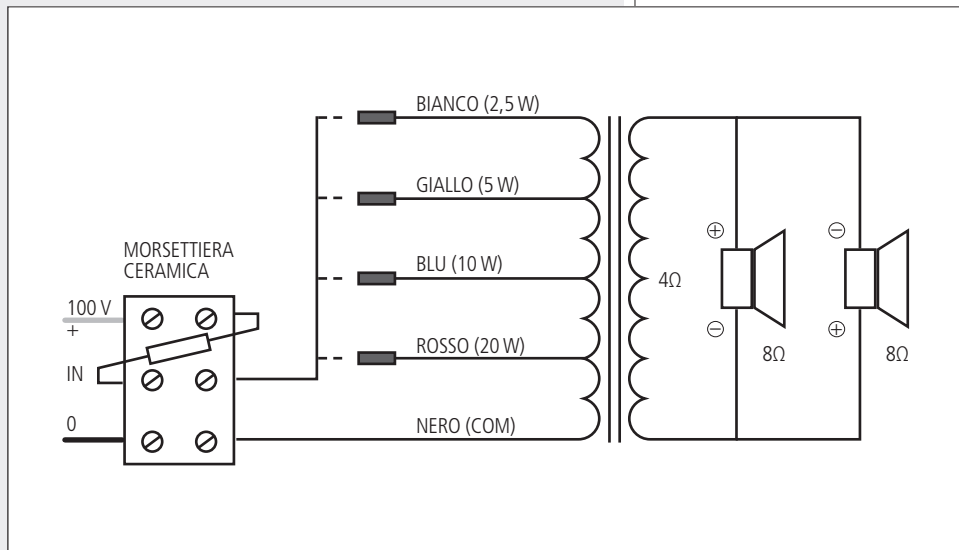 BIANCO (2,5 W)
GIALLO (5 W)
MORSETTIERA
CERAMICA
BLU (10 W)
4Ω
100 V
+
ROSSO (20 W)
IN
0
NERO (COM)
+
−
−
+
8Ω
8Ω